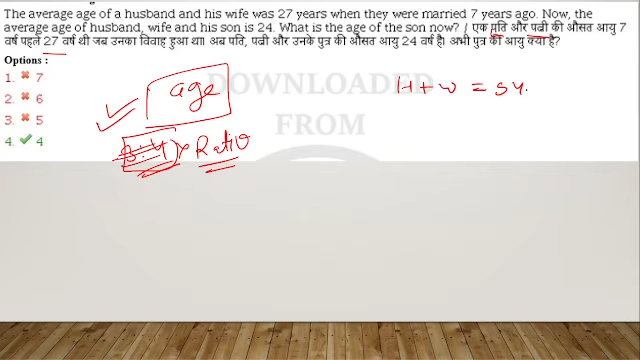 The average age of a husband and his wife was 27 years when they were married 7 years ago. Now, the
average age of husband, wife and his son is 24. What is the age of the son now? / एक पति और पत्नी की औसत आयु 7
वर्ष पहले 27 वर्ष थी जब उनका विवाह हुआ था। अब पति, पत्नी और उनके पुत्र की औसत आयु 24 वर्ष है। अभी पुत्र की आयु क्या है?
Options :
1. 7
2. 6
3. 5
4. 4
DOWNLOADED
FROM
age
H + W = 54.
Ratio